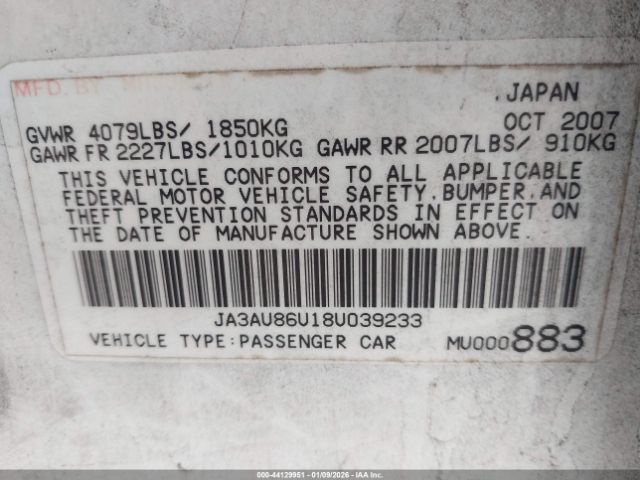 MFD. BY
.JAPAN
GVWR 4079LBS/ 1850KG OCT 2007
GAWR FR 2227LBS/1010KG GAWR RR 2007LBS/ 910KG
THIS VEHICLE CONFORMS TO ALL APPLICABLE
FEDERAL MOTOR VEHICLE SAFETY,BUMPER,AND
THEFT PREVENTION STANDARDS IN EFFECT ON
THE DATE OF MANUFACTURE SHOWN ABOVE.
JA3AU86U18U039233
VEHICLE TYPE:PASSENGER CAR MU000883
000-44129951 - 01/09/2026 - IAA Inc.